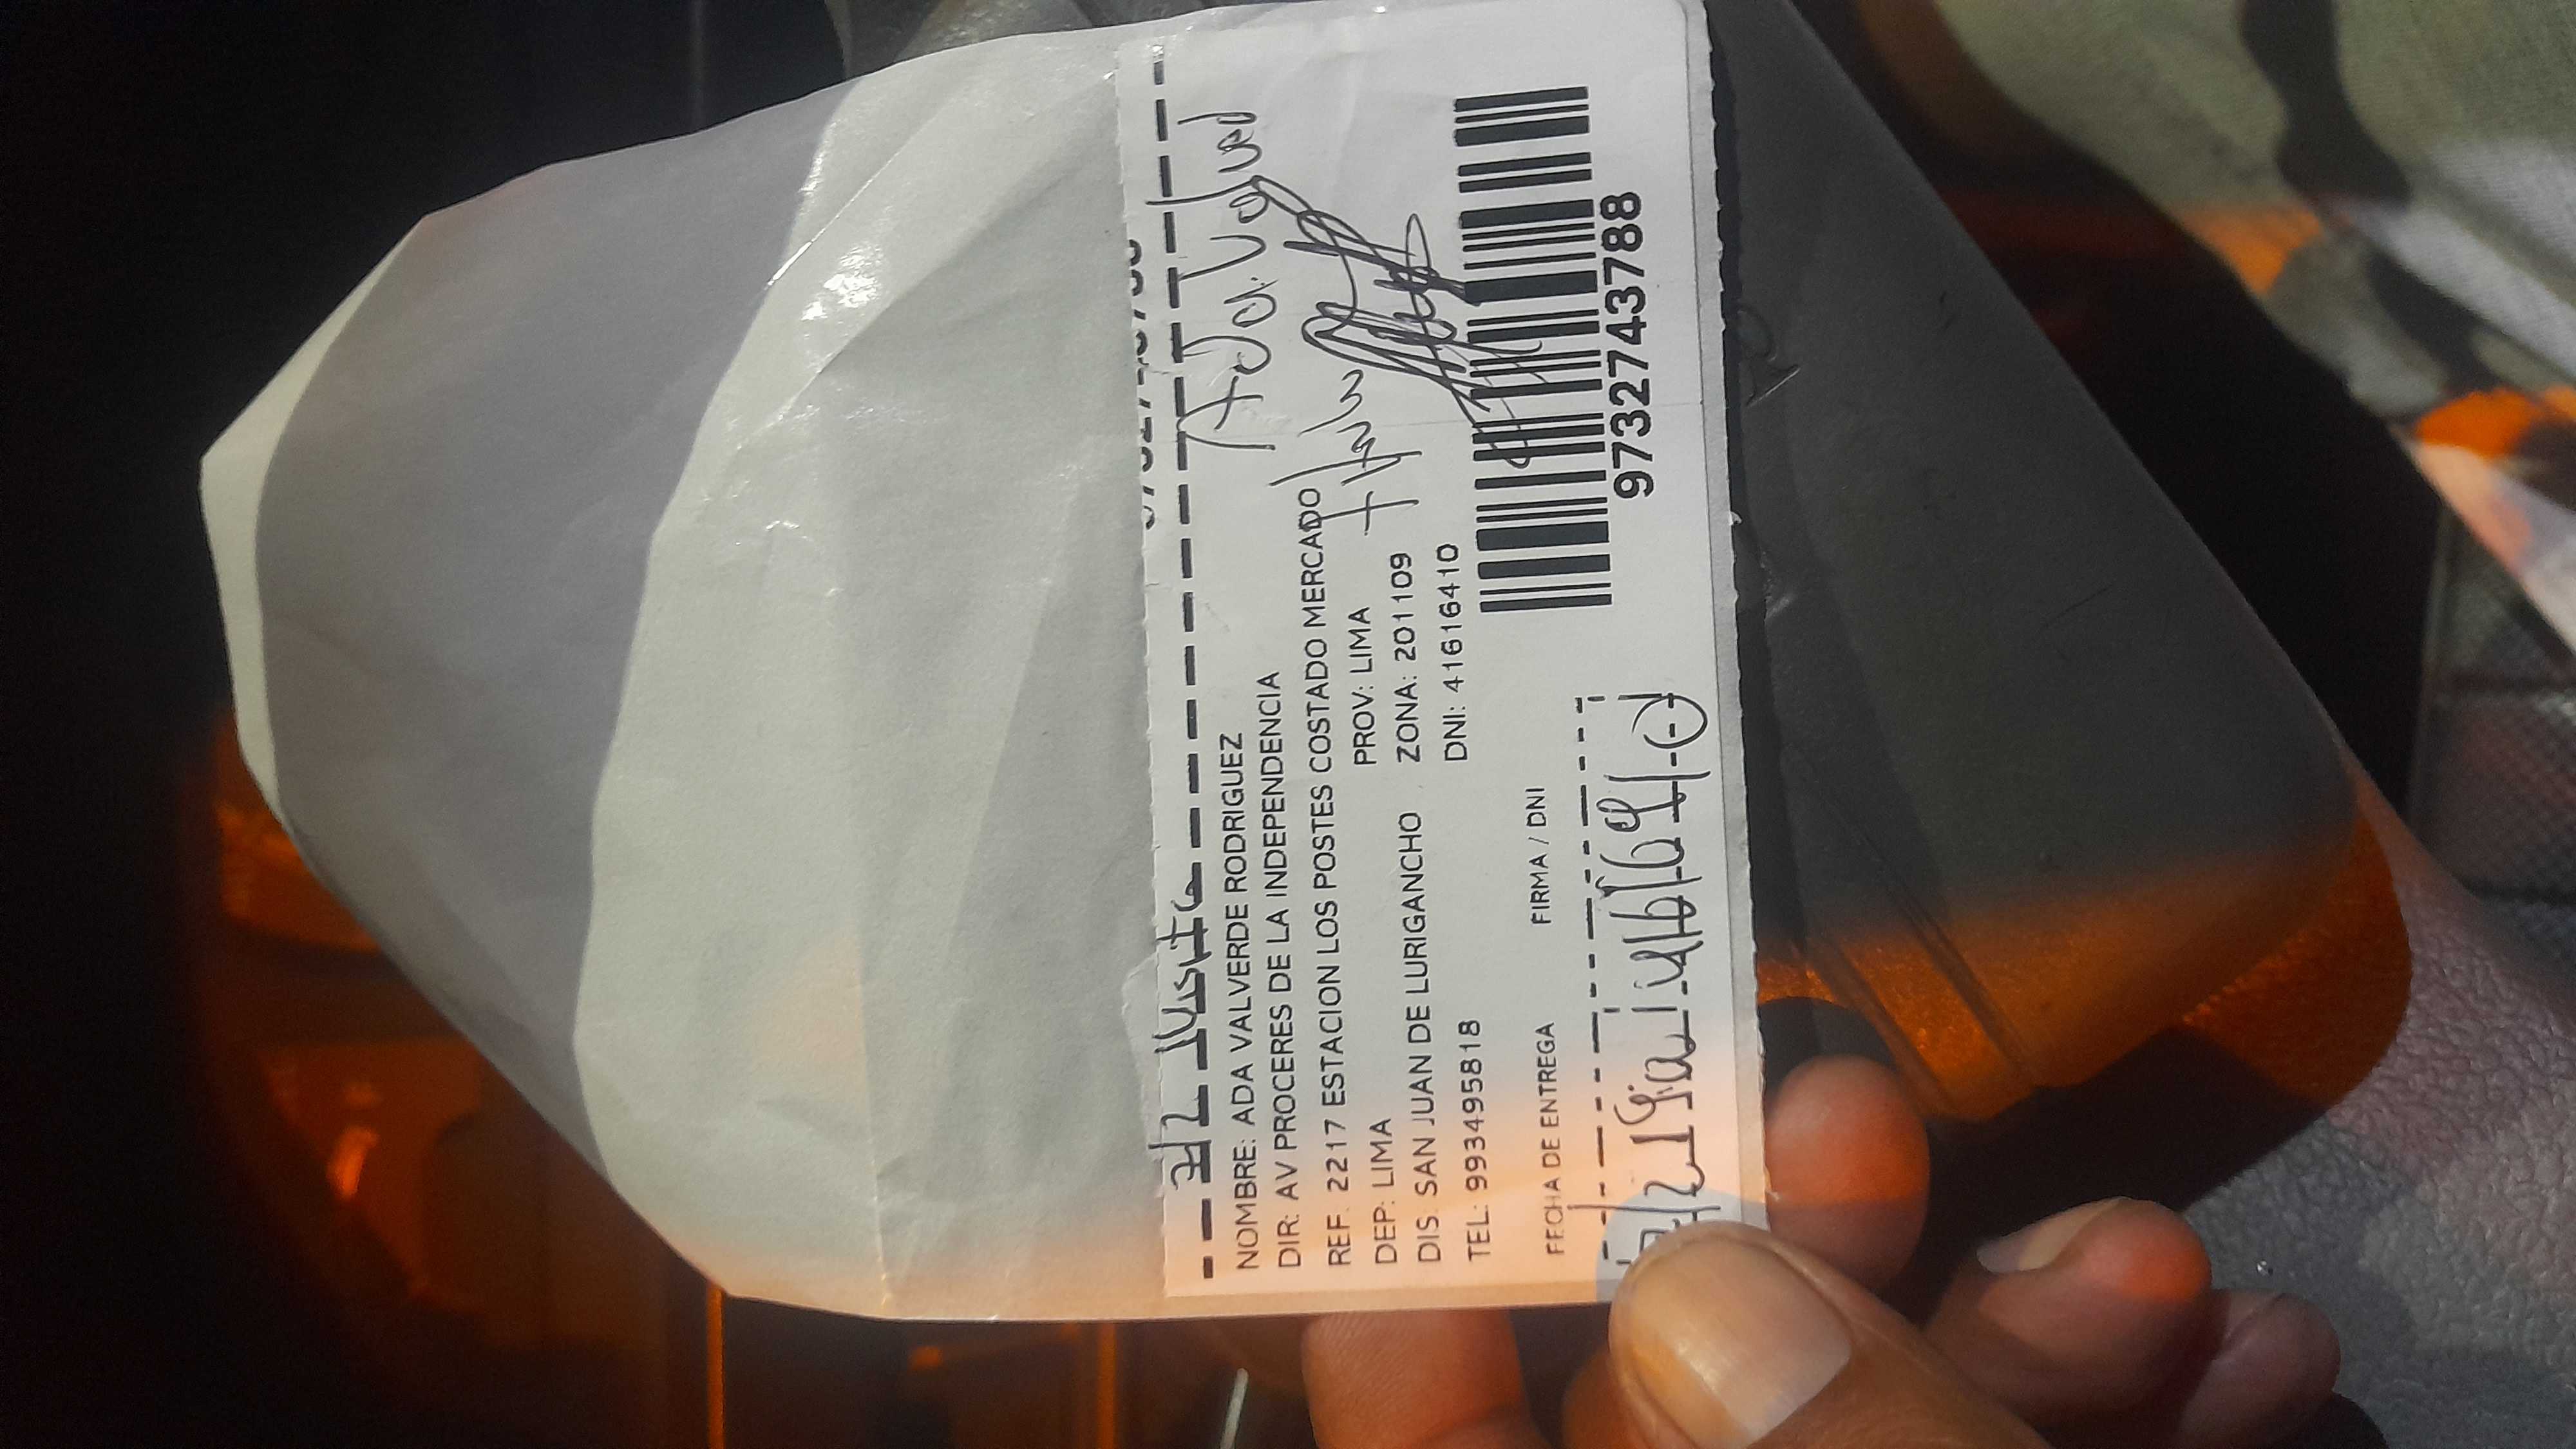 NOMBRE: ADA VALVERDE RODRIGUEZ
DIR: AV PROCERES DE LA INDEPENDENCIA
REF. 2217 ESTACION LOS POSTES COSTADO MERCADO
DEP: LIMA PROV: LIMA
DIS: SAN JUAN DE LURIGANCHO ZONA: 201109
TEL: 993495818 DNI: 41616410
FECHA DE ENTREGA FIRMA / DNI
Ada Valved
9732743788